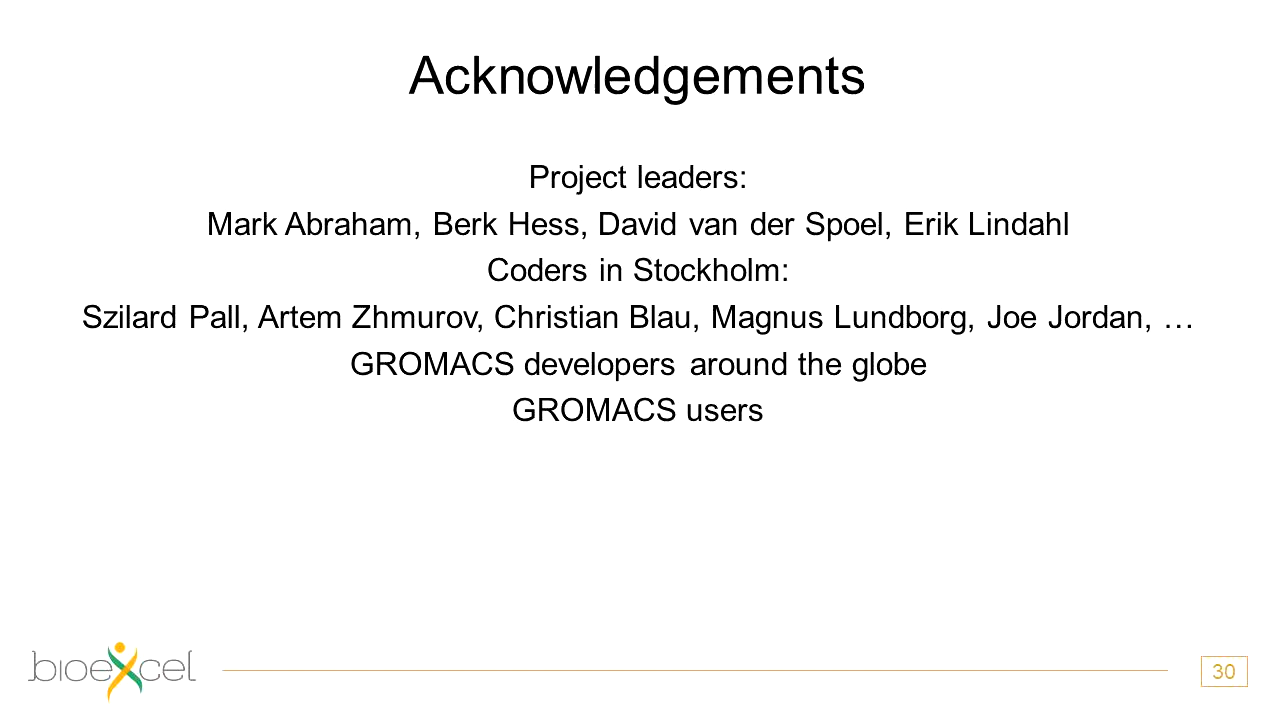 Acknowledgements
Project leaders:
Mark Abraham, Berk Hess, David van der Spoel, Erik Lindahl
Coders in Stockholm:
Szilard Pall, Artem Zhmurov, Christian Blau, Magnus Lundborg, Joe Jordan, …
GROMACS developers around the globe
GROMACS users
bioexcel
30